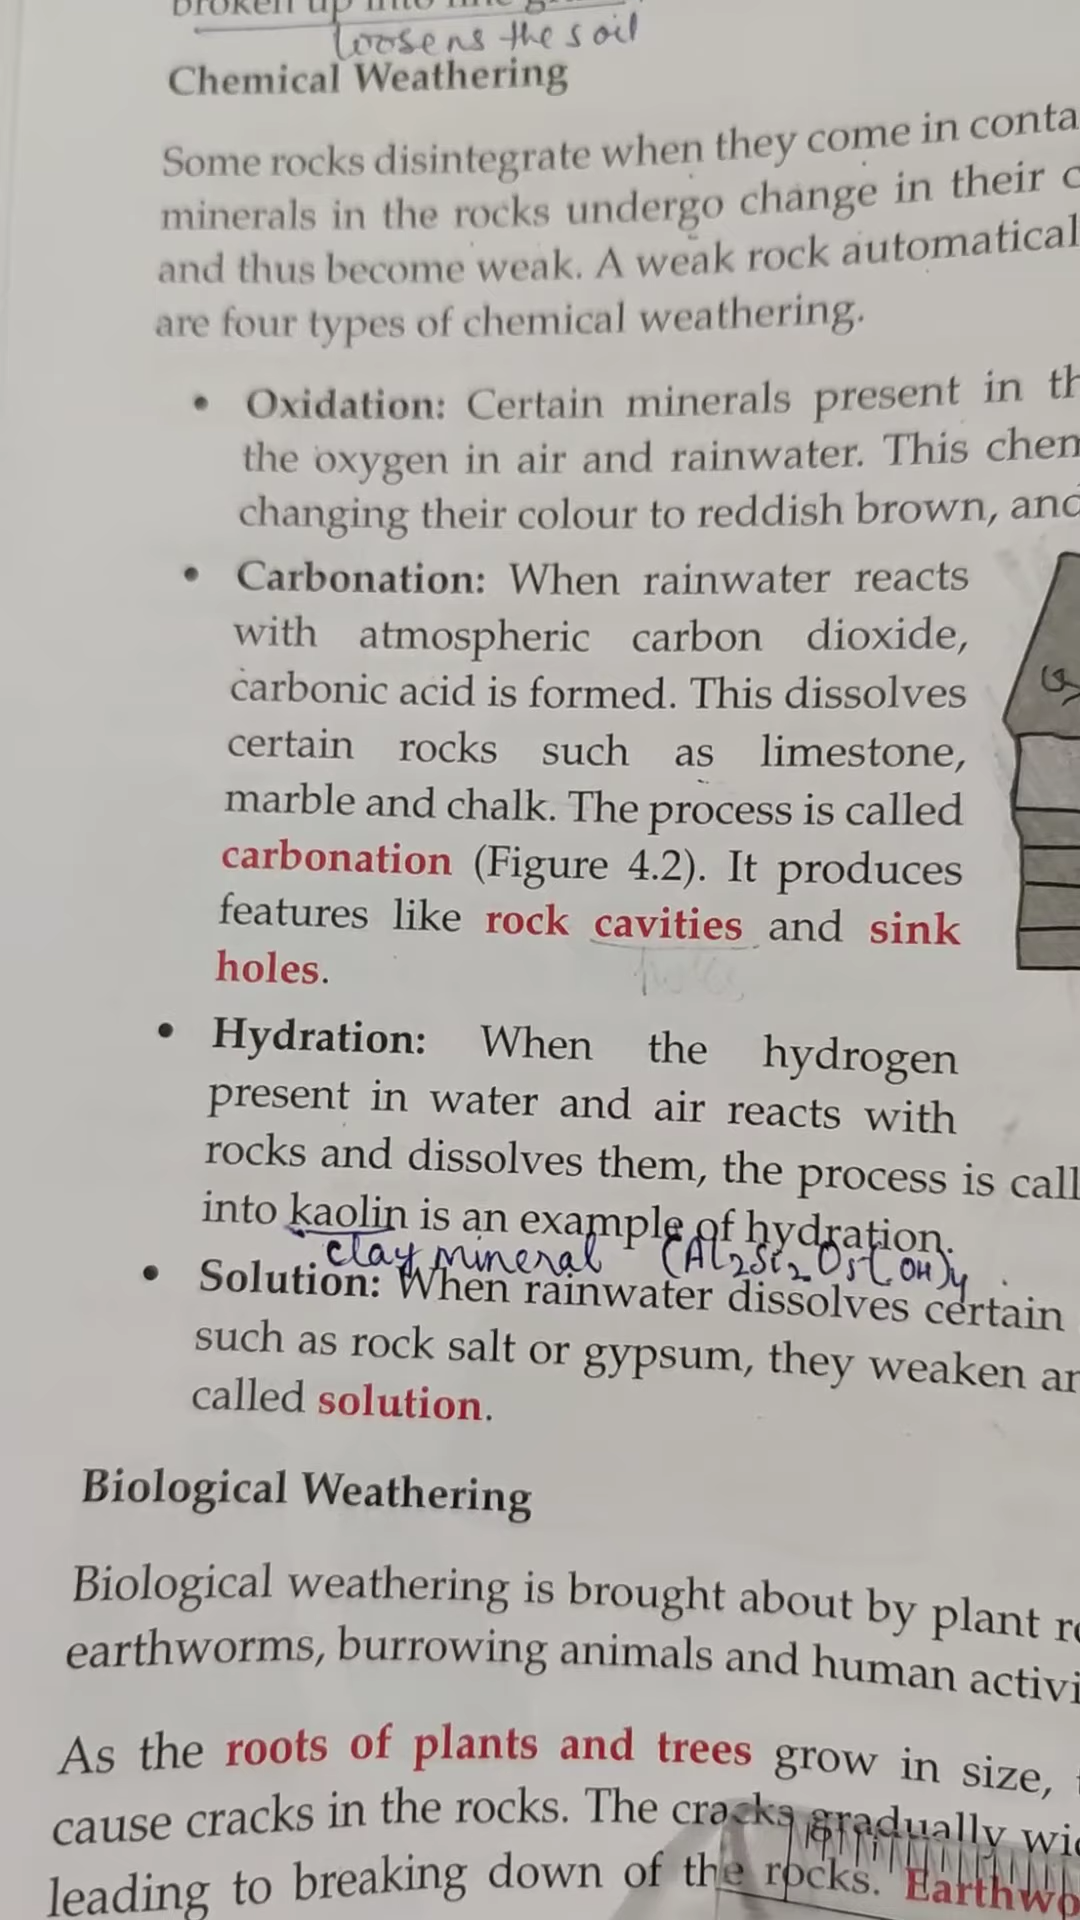 broken up into
loosens the soil
Chemical Weathering
Some rocks disintegrate when they come in conta
minerals in the rocks undergo change in their c
and thus become weak. A weak rock automatical
are four types of chemical weathering.
• Oxidation: Certain minerals present in th
the oxygen in air and rainwater. This chem
changing their colour to reddish brown, and
• Carbonation: When rainwater reacts
with atmospheric carbon dioxide,
carbonic acid is formed. This dissolves
certain rocks such as limestone,
marble and chalk. The process is called
carbonation (Figure 4.2). It produces
features like rock cavities and sink
holes
holes.
• Hydration: When the hydrogen
present in water and air reacts with
rocks and dissolves them, the process is call
into kaolin is an example of hydration.
clay mineral (Al2Si2O5(OH)4
• Solution: When rainwater dissolves certain
such as rock salt or gypsum, they weaken an
called solution.
Biological Weathering
Biological weathering is brought about by plant ro
earthworms, burrowing animals and human activi
As the roots of plants and trees grow in size,
cause cracks in the rocks. The cracks gradually wid
leading to breaking down of the rocks. Earthwo